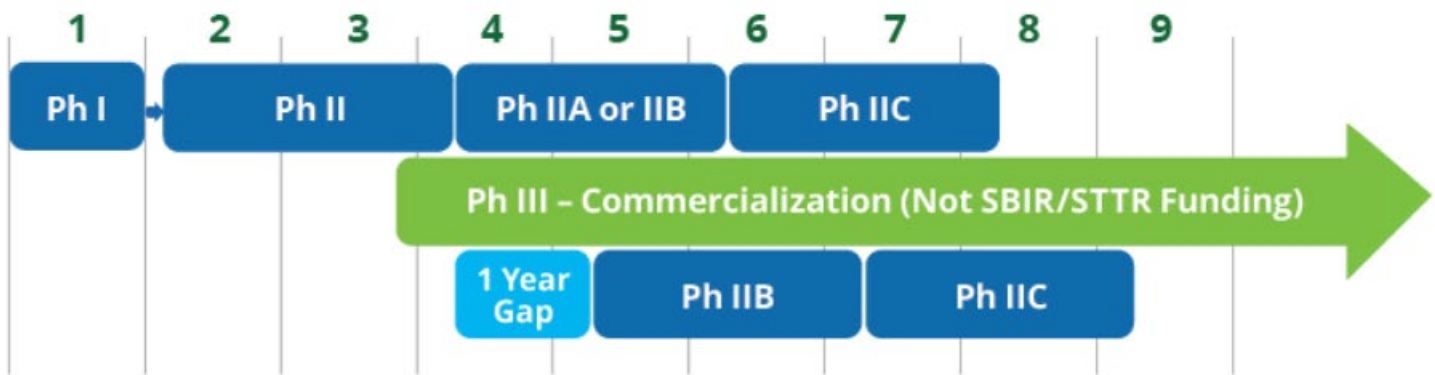 1 2 3 4 5 6 7 8 9
Ph I Ph II Ph IIA or IIB Ph IIC
Ph III – Commercialization (Not SBIR/STTR Funding)
1 Year
Gap
Ph IIB Ph IIC